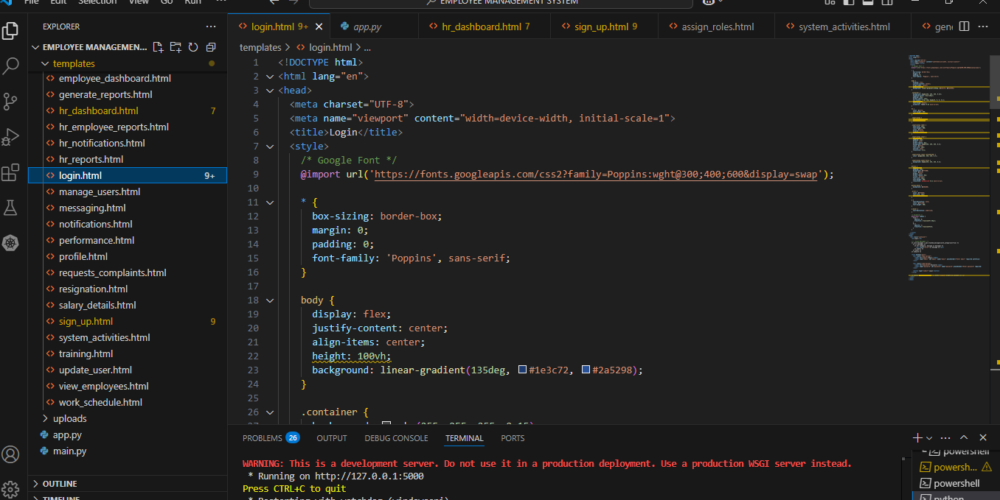 File Edit Selection View Go Run ...
EMPLOYEE MANAGEMENT SYSTEM
EXPLORER
EMPLOYEE MANAGEMEN...
templates
employee_dashboard.html
generate_reports.html
hr_dashboard.html 7
hr_employee_reports.html
hr_notifications.html
hr_reports.html
login.html 9+
manage_users.html
messaging.html
notifications.html
performance.html
profile.html
requests_complaints.html
resignation.html
salary_details.html
sign_up.html 9
system_activities.html
training.html
update_user.html
view_employees.html
work_schedule.html
uploads
app.py
main.py
OUTLINE
TIMELINE
login.html 9+ app.py hr_dashboard.html 7 sign_up.html 9 assign_roles.html system_activities.html gene
templates > login.html > ...
1 <!DOCTYPE html>
2 <html lang="en">
3 <head>
4 <meta charset="UTF-8">
5 <meta name="viewport" content="width=device-width, initial-scale=1">
6 <title>Login</title>
7 <style>
8 /* Google Font */
9 @import url('https://fonts.googleapis.com/css2?family=Poppins:wght@300;400;600&display=swap');
10
11 * {
12 box-sizing: border-box;
13 margin: 0;
14 padding: 0;
15 font-family: 'Poppins', sans-serif;
16 }
17
18 body {
19 display: flex;
20 justify-content: center;
21 align-items: center;
22 height: 100vh;
23 background: linear-gradient(135deg, #1e3c72, #2a5298);
24 }
25
26 .container {
PROBLEMS 26 OUTPUT DEBUG CONSOLE TERMINAL PORTS
WARNING: This is a development server. Do not use it in a production deployment. Use a production WSGI server instead.
* Running on http://127.0.0.1:5000
Press CTRL+C to quit
* Restarting with watchdog (windowsapi)
powershell
powersh...
powershell
python